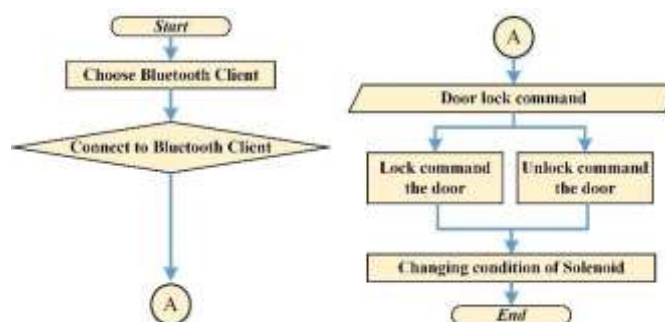 Start
Choose Bluetooth Client
Connect to Bluetooth Client
A
A
Door lock command
Lock command
the door
Unlock command
the door
Changing condition of Solenoid
End